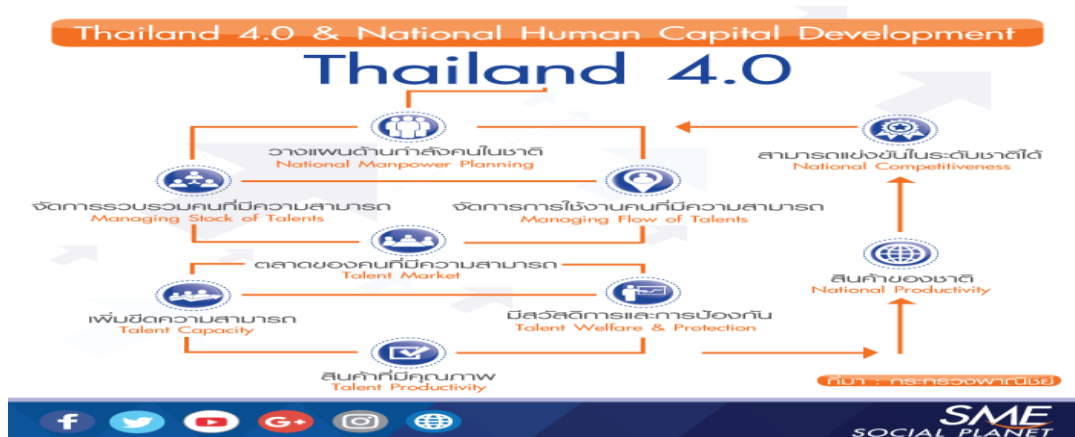 Thailand 4.0 & National Human Capital Development
Thailand 4.0
วางแผนด้านกำลังคนในชาติ
National Manpower Planning
สามารถแข่งขันในระดับชาติได้
National Competitiveness
จัดการรวบรวมคนที่มีความสามารถ
Managing Stock of Talents
จัดการการใช้งานคนที่มีความสามารถ
Managing Flow of Talents
ตลาดของคนที่มีความสามารถ
Talent Market
สินค้าของชาติ
National Productivity
เพิ่มขีดความสามารถ
Talent Capacity
มีสวัสดิการและการป้องกัน
Talent Welfare & Protection
สินค้าที่มีคุณภาพ
Talent Productivity
ที่มา : กระทรวงพาณิชย์
f
G+
SME
SOCIAL PLANET